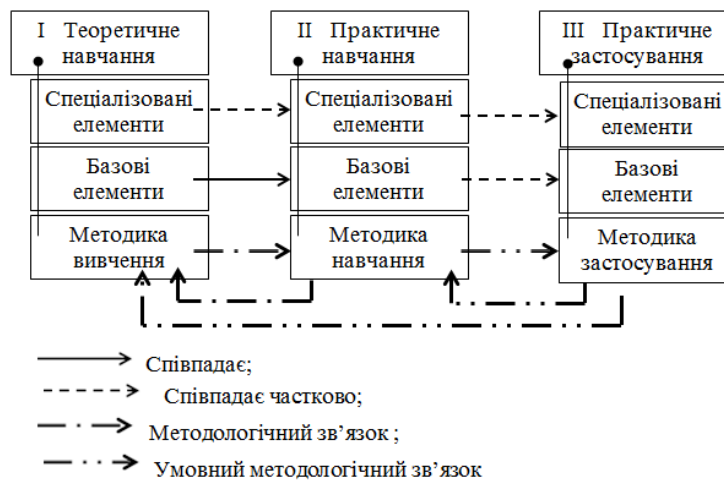 I Теоретичне
навчання
II Практичне
навчання
III Практичне
застосування
Спеціалізовані
елементи
Спеціалізовані
елементи
Спеціалізовані
елементи
Базові
елементи
Базові
елементи
Базові
елементи
Методика
вивчення
Методика
навчання
Методика
застосування
Співпадає;
Співпадає частково;
Методологічний зв’язок ;
Умовний методологічний зв’язок